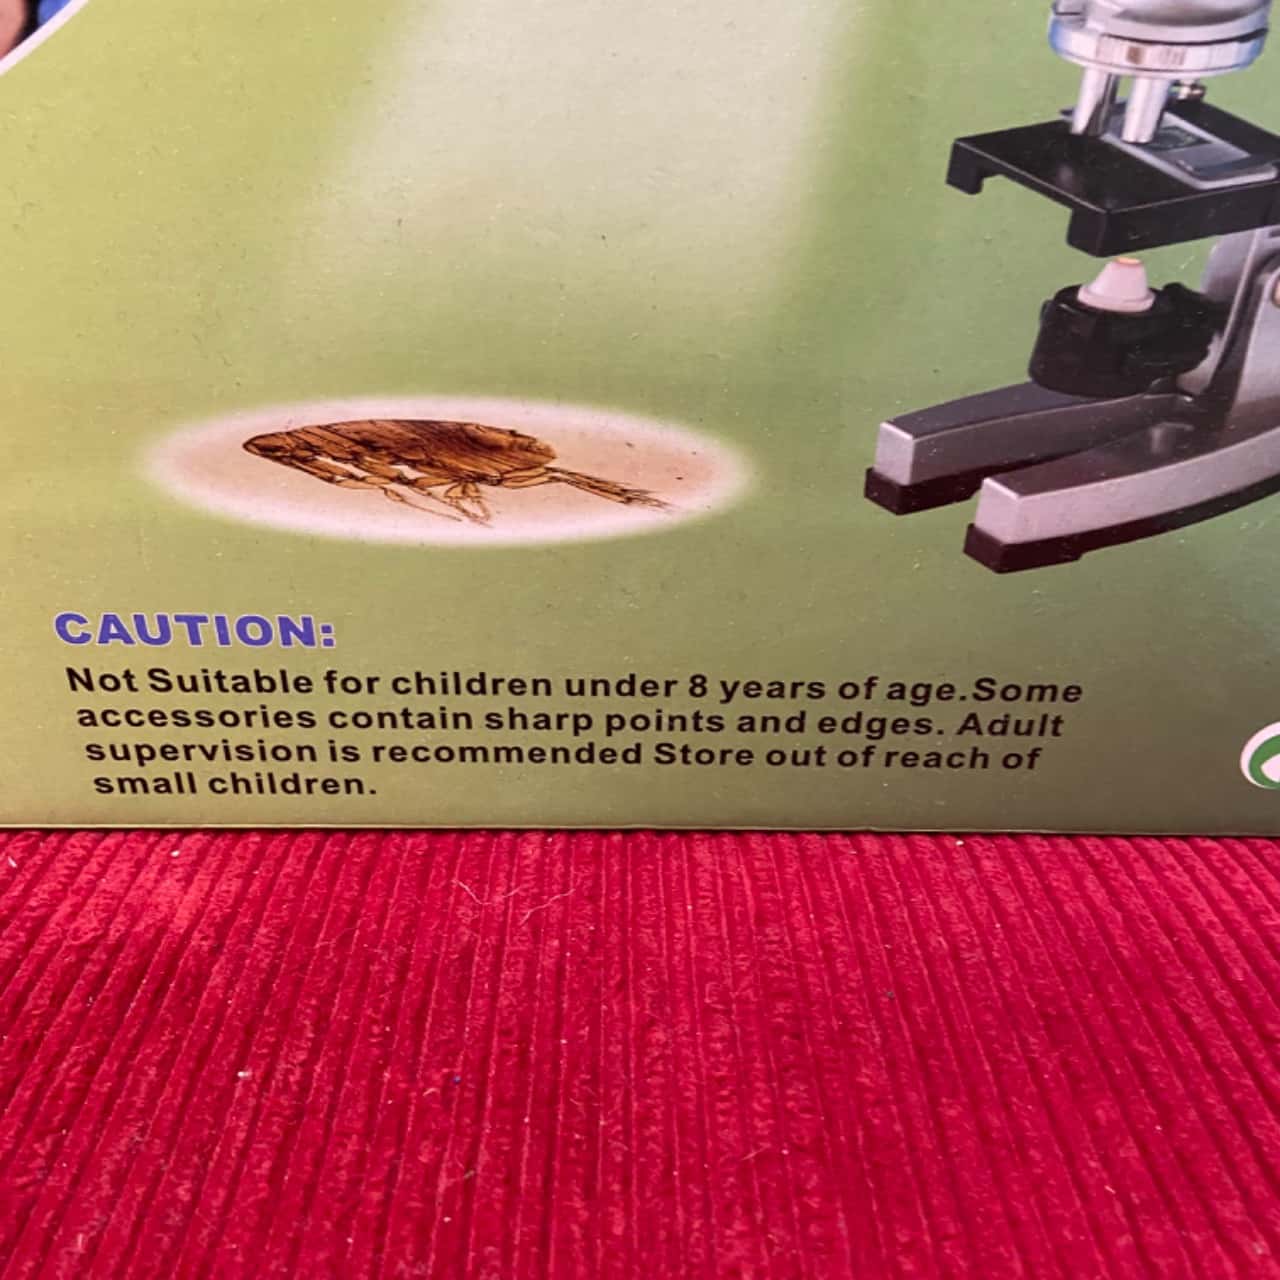 CAUTION:
Not Suitable for children under 8 years of age.Some
accessories contain sharp points and edges. Adult
supervision is recommended Store out of reach of
small children.